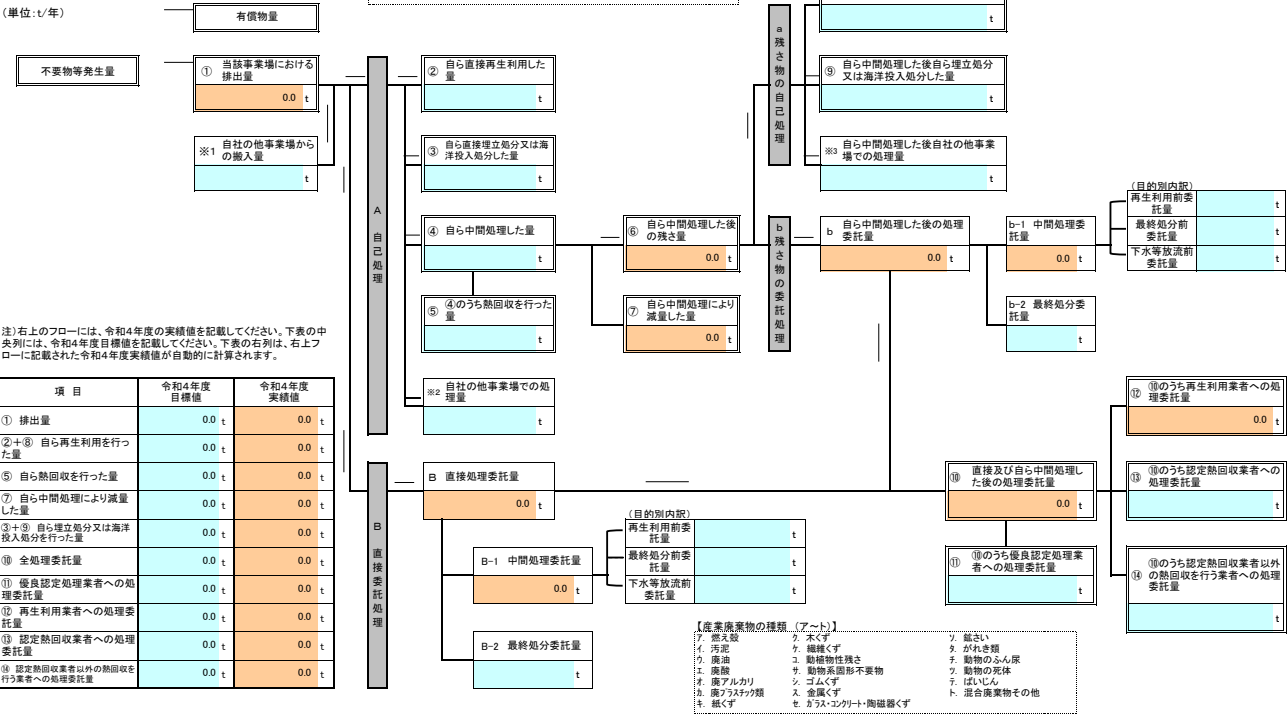 (単位:t/年)
有償物量
不要物等発生量
① 当該事業場における
排出量
0.0 t
※1 自社の他事業場から
の搬入量
t
A 自己処理
② 自ら直接再生利用した
量
t
③ 自ら直接埋立処分又は海
洋投入処分した量
t
④ 自ら中間処理した量
t
⑤ ④のうち熱回収を行った
量
t
※2 自社の他事業場での処
理量
t
⑥ 自ら中間処理した後
の残さ量
0.0 t
⑦ 自ら中間処理により
減量した量
0.0 t
a 残さ物の自己処理
t
⑨ 自ら中間処理した後自ら埋立処分
又は海洋投入処分した量
t
※3 自ら中間処理した後自社の他事業
場での処理量
t
b 残さ物の委託処理
b 自ら中間処理した後の処理
委託量
0.0 t
b-1 中間処理委
託量
0.0 t
b-2 最終処分委
託量
t
(目的別内訳)
再生利用前委
託量 t
最終処分前
委託量 t
下水等放流前
委託量 t
注)右上のフローには、令和4年度の実績値を記載してください。下表の中
央列には、令和4年度目標値を記載してください。下表の右列は、右上フ
ローに記載された令和4年度実績値が自動的に計算されます。
項 目 令和4年度
目標値 令和4年度
実績値
① 排出量 0.0 t 0.0 t
②+⑧ 自ら再生利用を行っ
た量 0.0 t 0.0 t
⑤ 自ら熱回収を行った量 0.0 t 0.0 t
⑦ 自ら中間処理により減量
した量 0.0 t 0.0 t
③+⑨ 自ら埋立処分又は海洋
投入処分を行った量 0.0 t 0.0 t
⑩ 全処理委託量 0.0 t 0.0 t
⑪ 優良認定処理業者への処
理委託量 0.0 t 0.0 t
⑫ 再生利用業者への処理委
託量 0.0 t 0.0 t
⑬ 認定熱回収業者への処理
委託量 0.0 t 0.0 t
⑭ 認定熱回収業者以外の熱回収を
行う業者への処理委託量 0.0 t 0.0 t
B 直接委託処理
B 直接処理委託量
0.0 t
B-1 中間処理委託量
0.0 t
B-2 最終処分委託量
t
(目的別内訳)
再生利用前委
託量 t
最終処分前委
託量 t
下水等放流前
委託量 t
⑩ 直接及び自ら中間処理し
た後の処理委託量
0.0 t
⑪ ⑩のうち優良認定処理業
者への処理委託量
t
⑫ ⑩のうち再生利用業者への処
理委託量
0.0 t
⑬ ⑩のうち認定熱回収業者への
処理委託量
t
⑭ ⑩のうち認定熱回収業者以外
の熱回収を行う業者への処理
委託量
t
【産業廃棄物の種類 (ア~ト)】
ア. 燃え殻 ク. 木くず ソ. 鉱さい
イ. 汚泥 ケ. 繊維くず タ. がれき類
ウ. 廃油 コ. 動植物性残さ チ. 動物のふん尿
エ. 廃酸 サ. 動物系固形不要物 ツ. 動物の死体
オ. 廃アルカリ シ. ゴムくず テ. ばいじん
カ. 廃プラスチック類 ス. 金属くず ト. 混合廃棄物その他
キ. 紙くず セ. ガラス・コンクリート・陶磁器くず